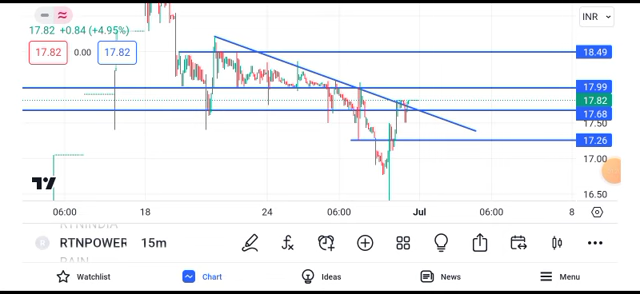 17.82 +0.84 (+4.95%)
INR
17.82 0.00 17.82
18.49
17.99
17.82
17.68
17.50
17.26
17.00
16.50
06:00 18 24 06:00 Jul 06:00 8
RTNINDIA
RTNPOWER 15m
Watchlist Chart Ideas News Menu